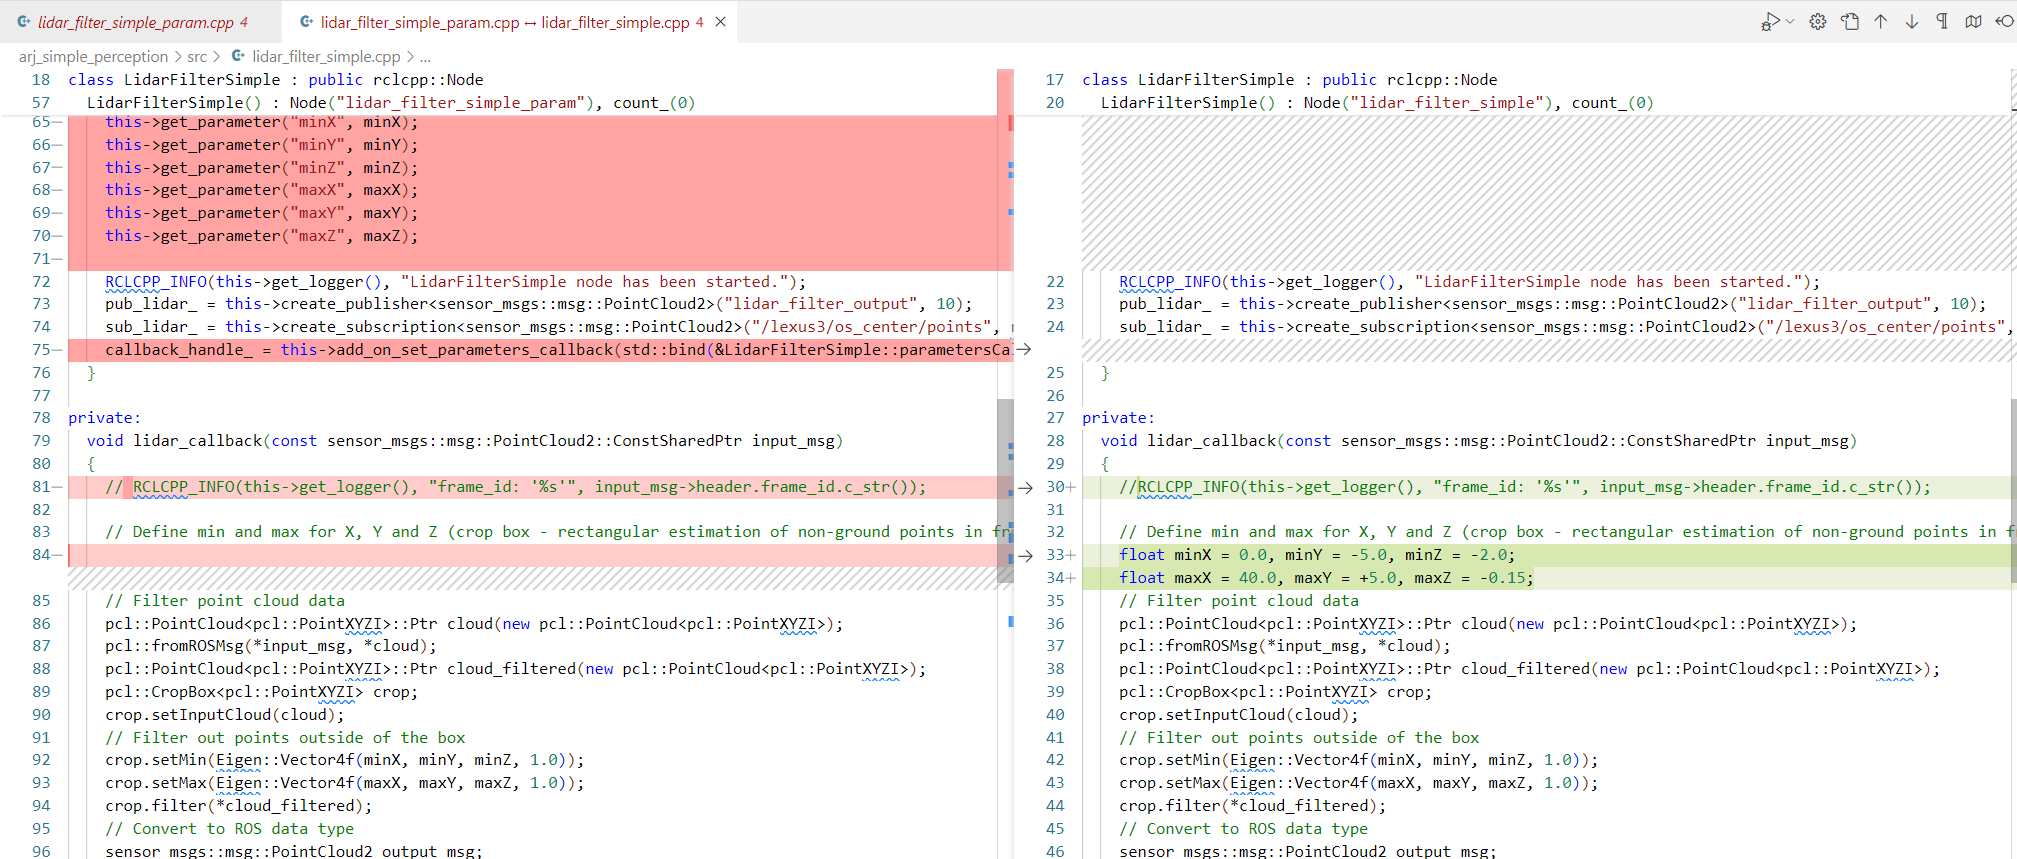 lidar_filter_simple_param.cpp 4
lidar_filter_simple_param.cpp ↔ lidar_filter_simple.cpp 4 ×
arj_simple_perception > src > lidar_filter_simple.cpp > ...
18 class LidarFilterSimple : public rclcpp::Node
57 LidarFilterSimple() : Node("lidar_filter_simple_param"), count_(0)
65— this->get_parameter("minX", minX);
66— this->get_parameter("minY", minY);
67— this->get_parameter("minZ", minZ);
68— this->get_parameter("maxX", maxX);
69— this->get_parameter("maxY", maxY);
70— this->get_parameter("maxZ", maxZ);
71—
72 RCLCPP_INFO(this->get_logger(), "LidarFilterSimple node has been started.");
73 pub_lidar_ = this->create_publisher<sensor_msgs::msg::PointCloud2>("lidar_filter_output", 10);
74 sub_lidar_ = this->create_subscription<sensor_msgs::msg::PointCloud2>("/lexus3/os_center/points",
75— callback_handle_ = this->add_on_set_parameters_callback(std::bind(&LidarFilterSimple::parametersCa
76 }
77
78 private:
79 void lidar_callback(const sensor_msgs::msg::PointCloud2::ConstSharedPtr input_msg)
80 {
81— // RCLCPP_INFO(this->get_logger(), "frame_id: '%s'", input_msg->header.frame_id.c_str());
82
83 // Define min and max for X, Y and Z (crop box - rectangular estimation of non-ground points in fr
84—
85 // Filter point cloud data
86 pcl::PointCloud<pcl::PointXYZI>::Ptr cloud(new pcl::PointCloud<pcl::PointXYZI>);
87 pcl::fromROSMsg(*input_msg, *cloud);
88 pcl::PointCloud<pcl::PointXYZI>::Ptr cloud_filtered(new pcl::PointCloud<pcl::PointXYZI>);
89 pcl::CropBox<pcl::PointXYZI> crop;
90 crop.setInputCloud(cloud);
91 // Filter out points outside of the box
92 crop.setMin(Eigen::Vector4f(minX, minY, minZ, 1.0));
93 crop.setMax(Eigen::Vector4f(maxX, maxY, maxZ, 1.0));
94 crop.filter(*cloud_filtered);
95 // Convert to ROS data type
96 sensor_msgs::msg::PointCloud2 output_msg;
17 class LidarFilterSimple : public rclcpp::Node
20 LidarFilterSimple() : Node("lidar_filter_simple"), count_(0)
22 RCLCPP_INFO(this->get_logger(), "LidarFilterSimple node has been started.");
23 pub_lidar_ = this->create_publisher<sensor_msgs::msg::PointCloud2>("lidar_filter_output", 10);
24 sub_lidar_ = this->create_subscription<sensor_msgs::msg::PointCloud2>("/lexus3/os_center/points",
25 }
26
27 private:
28 void lidar_callback(const sensor_msgs::msg::PointCloud2::ConstSharedPtr input_msg)
29 {
30+ //RCLCPP_INFO(this->get_logger(), "frame_id: '%s'", input_msg->header.frame_id.c_str());
31
32 // Define min and max for X, Y and Z (crop box - rectangular estimation of non-ground points in f
33+ float minX = 0.0, minY = -5.0, minZ = -2.0;
34+ float maxX = 40.0, maxY = +5.0, maxZ = -0.15;
35 // Filter point cloud data
36 pcl::PointCloud<pcl::PointXYZI>::Ptr cloud(new pcl::PointCloud<pcl::PointXYZI>);
37 pcl::fromROSMsg(*input_msg, *cloud);
38 pcl::PointCloud<pcl::PointXYZI>::Ptr cloud_filtered(new pcl::PointCloud<pcl::PointXYZI>);
39 pcl::CropBox<pcl::PointXYZI> crop;
40 crop.setInputCloud(cloud);
41 // Filter out points outside of the box
42 crop.setMin(Eigen::Vector4f(minX, minY, minZ, 1.0));
43 crop.setMax(Eigen::Vector4f(maxX, maxY, maxZ, 1.0));
44 crop.filter(*cloud_filtered);
45 // Convert to ROS data type
46 sensor_msgs::msg::PointCloud2 output_msg;